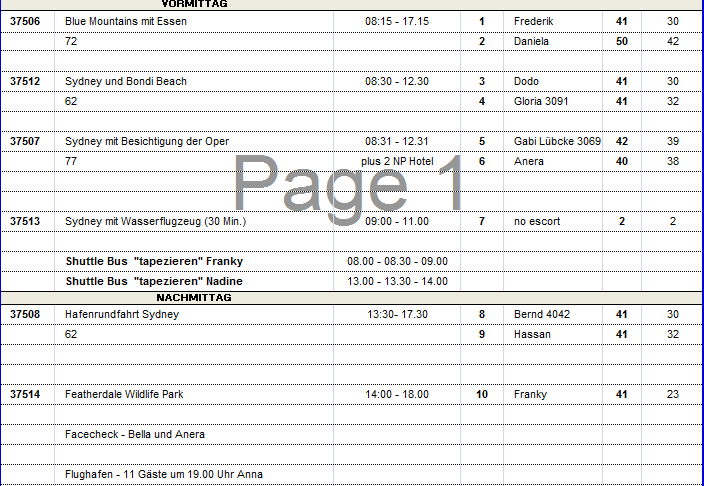 VORMITTAG
37506 Blue Mountains mit Essen 08:15 - 17.15 1 Frederik 41 30
72 2 Daniela 50 42
37512 Sydney und Bondi Beach 08:30 - 12.30 3 Dodo 41 30
62 4 Gloria 3091 41 32
37507 Sydney mit Besichtigung der Oper 08:31 - 12.31 5 Gabi Lübcke 3069 42 39
77 plus 2 NP Hotel 6 Anera 40 38
Page 1
37513 Sydney mit Wasserflugzeug (30 Min.) 09:00 - 11.00 7 no escort 2 2
Shuttle Bus "tapezieren" Franky 08.00 - 08.30 - 09.00
Shuttle Bus "tapezieren" Nadine 13.00 - 13.30 - 14.00
NACHMITTAG
37508 Hafenrundfahrt Sydney 13:30- 17.30 8 Bernd 4042 41 30
62 9 Hassan 41 32
37514 Featherdale Wildlife Park 14:00 - 18.00 10 Franky 41 23
Facecheck - Bella und Anera
Flughafen - 11 Gäste um 19.00 Uhr Anna